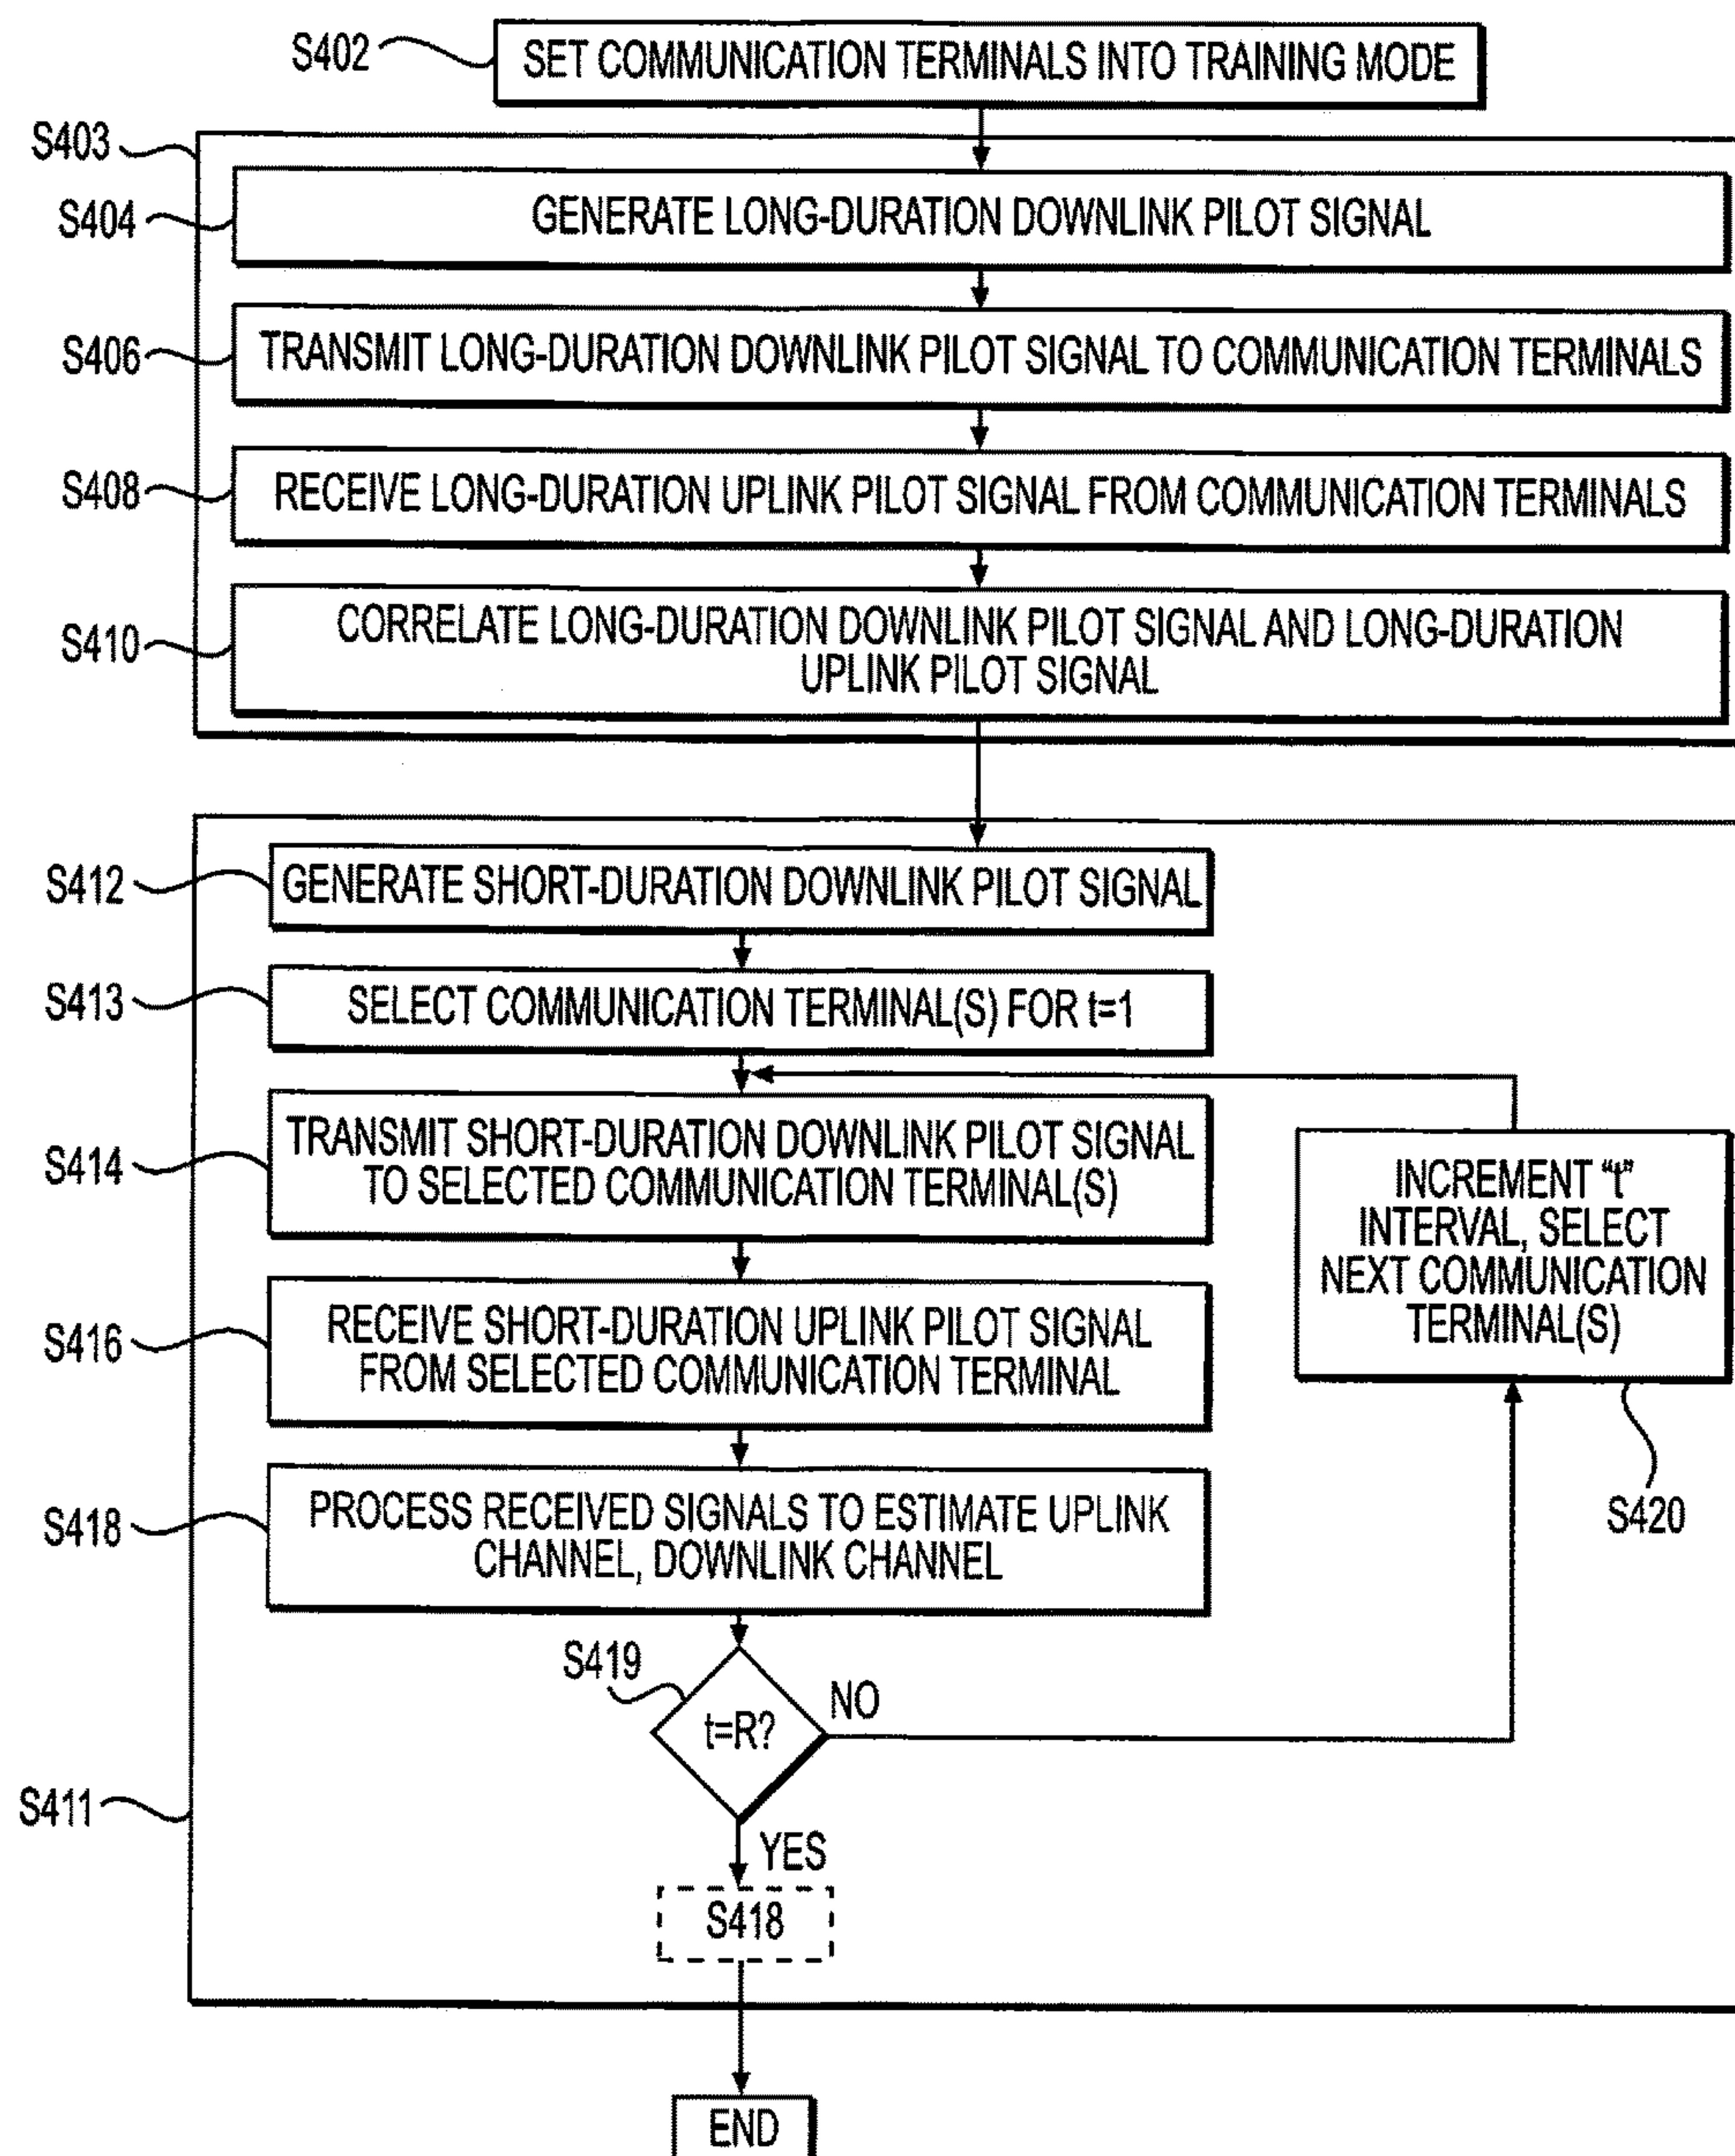 S402
SET COMMUNICATION TERMINALS INTO TRAINING MODE
S403
S404
GENERATE LONG-DURATION DOWNLINK PILOT SIGNAL
S406
TRANSMIT LONG-DURATION DOWNLINK PILOT SIGNAL TO COMMUNICATION TERMINALS
S408
RECEIVE LONG-DURATION UPLINK PILOT SIGNAL FROM COMMUNICATION TERMINALS
S410
CORRELATE LONG-DURATION DOWNLINK PILOT SIGNAL AND LONG-DURATION
UPLINK PILOT SIGNAL
S412
GENERATE SHORT-DURATION DOWNLINK PILOT SIGNAL
S413
SELECT COMMUNICATION TERMINAL(S) FOR t=1
S414
TRANSMIT SHORT-DURATION DOWNLINK PILOT SIGNAL
TO SELECTED COMMUNICATION TERMINAL(S)
INCREMENT “t”
INTERVAL, SELECT
NEXT COMMUNICATION
TERMINAL(S)
S420
S416
RECEIVE SHORT-DURATION UPLINK PILOT SIGNAL
FROM SELECTED COMMUNICATION TERMINAL
S418
PROCESS RECEIVED SIGNALS TO ESTIMATE UPLINK
CHANNEL, DOWNLINK CHANNEL
S419
t=R?
NO
S411
YES
S418
END